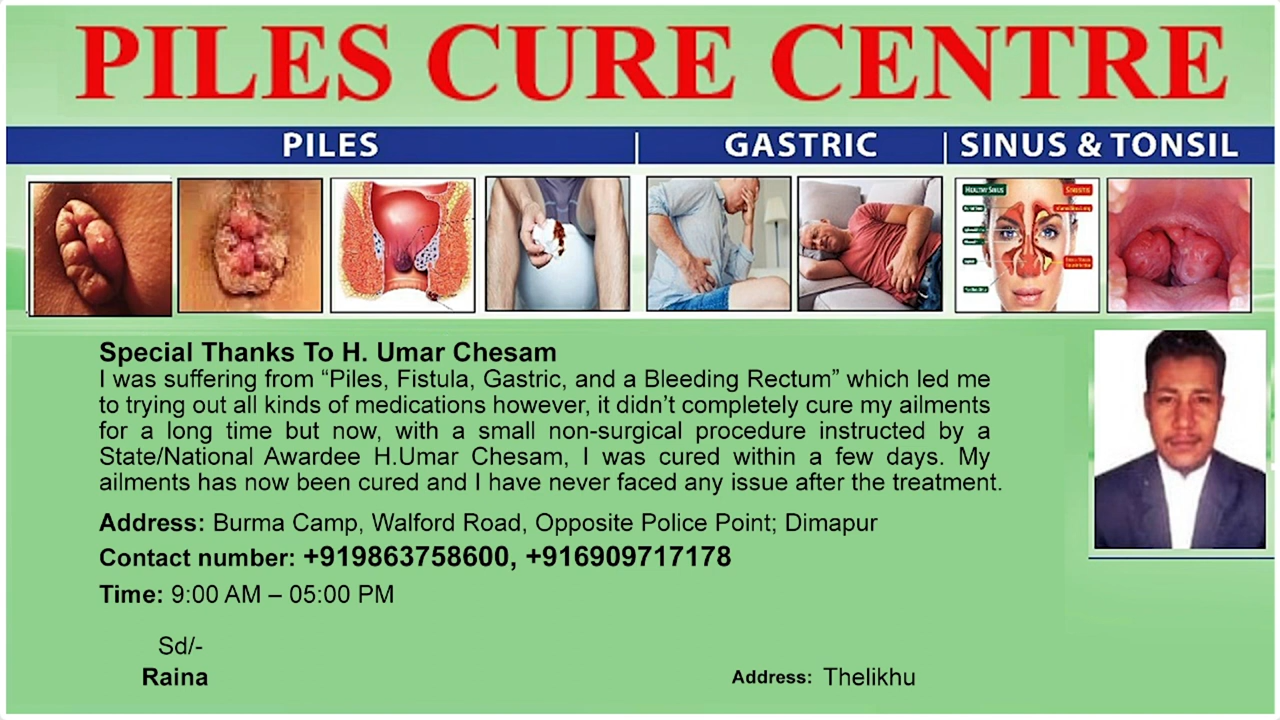 PILES CURE CENTRE
PILES | GASTRIC | SINUS & TONSIL
HEALTHY SINUS SINUSITIS
Special Thanks To H. Umar Chesam
I was suffering from “Piles, Fistula, Gastric, and a Bleeding Rectum” which led me
to trying out all kinds of medications however, it didn’t completely cure my ailments
for a long time but now, with a small non-surgical procedure instructed by a
State/National Awardee H.Umar Chesam, I was cured within a few days. My
ailments has now been cured and I have never faced any issue after the treatment.
Address: Burma Camp, Walford Road, Opposite Police Point; Dimapur
Contact number: +919863758600, +916909717178
Time: 9:00 AM – 05:00 PM
Sd/-
Raina
Address: Thelikhu